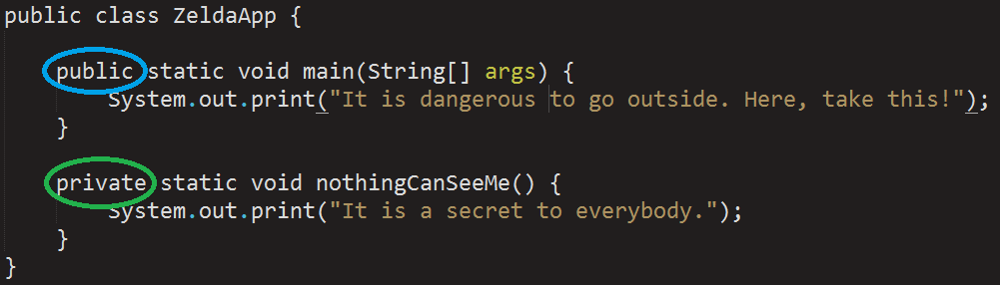 public class ZeldaApp {
public static void main(String[] args) {
System.out.print("It is dangerous to go outside. Here, take this!");
}
private static void nothingCanSeeMe() {
System.out.print("It is a secret to everybody.");
}
}